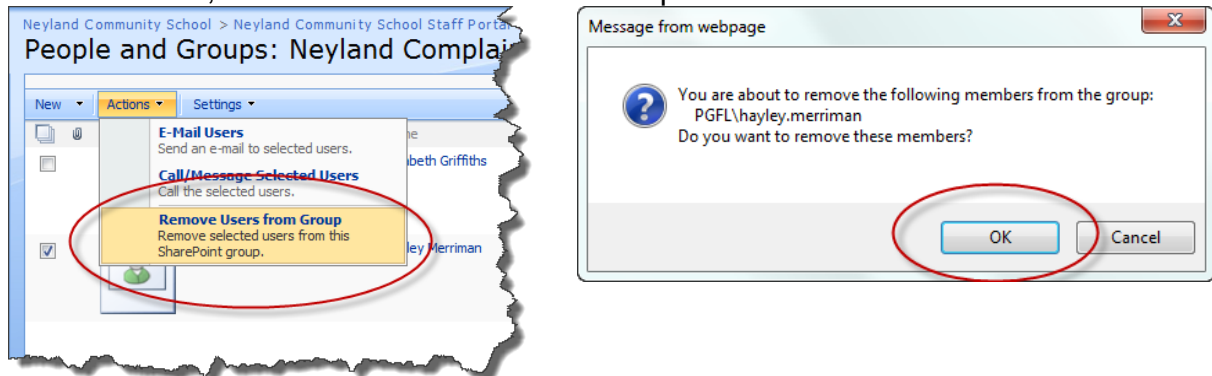 Neyland Community School > Neyland Community School Staff Porta
People and Groups: Neyland Complai
New Actions Settings
E-Mail Users
Send an e-mail to selected users.
beth Griffiths
Call/Message Selected Users
Call the selected users.
Remove Users from Group
Remove selected users from this
SharePoint group.
ley Merriman
Message from webpage
You are about to remove the following members from the group:
PGFL\hayley.merriman
Do you want to remove these members?
OK Cancel